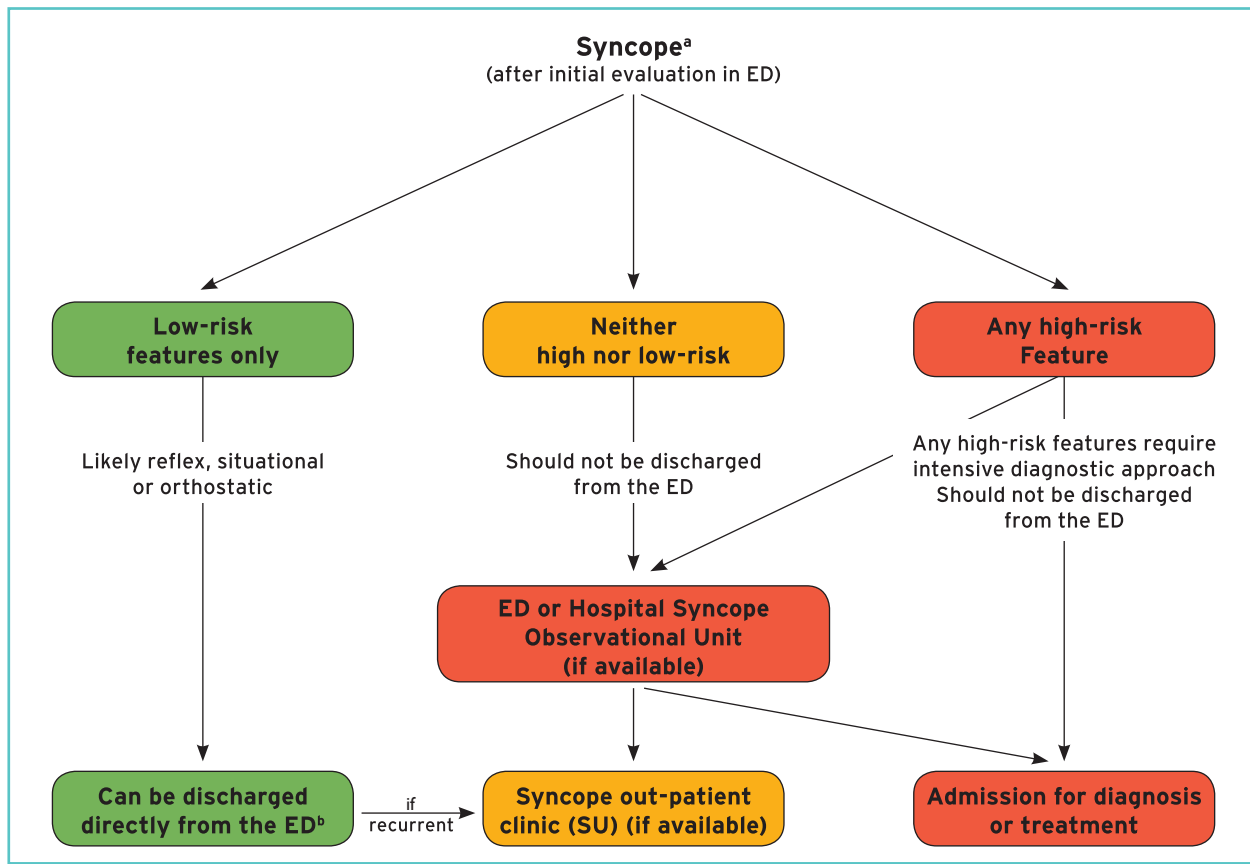 Syncopeᵃ
(after initial evaluation in ED)
Low-risk
features only
Neither
high nor low-risk
Any high-risk
Feature
Likely reflex, situational
or orthostatic
Should not be discharged
from the ED
Any high-risk features require
intensive diagnostic approach
Should not be discharged
from the ED
ED or Hospital Syncope
Observational Unit
(if available)
Can be discharged
directly from the EDᵇ
if
recurrent
Syncope out-patient
clinic (SU) (if available)
Admission for diagnosis
or treatment